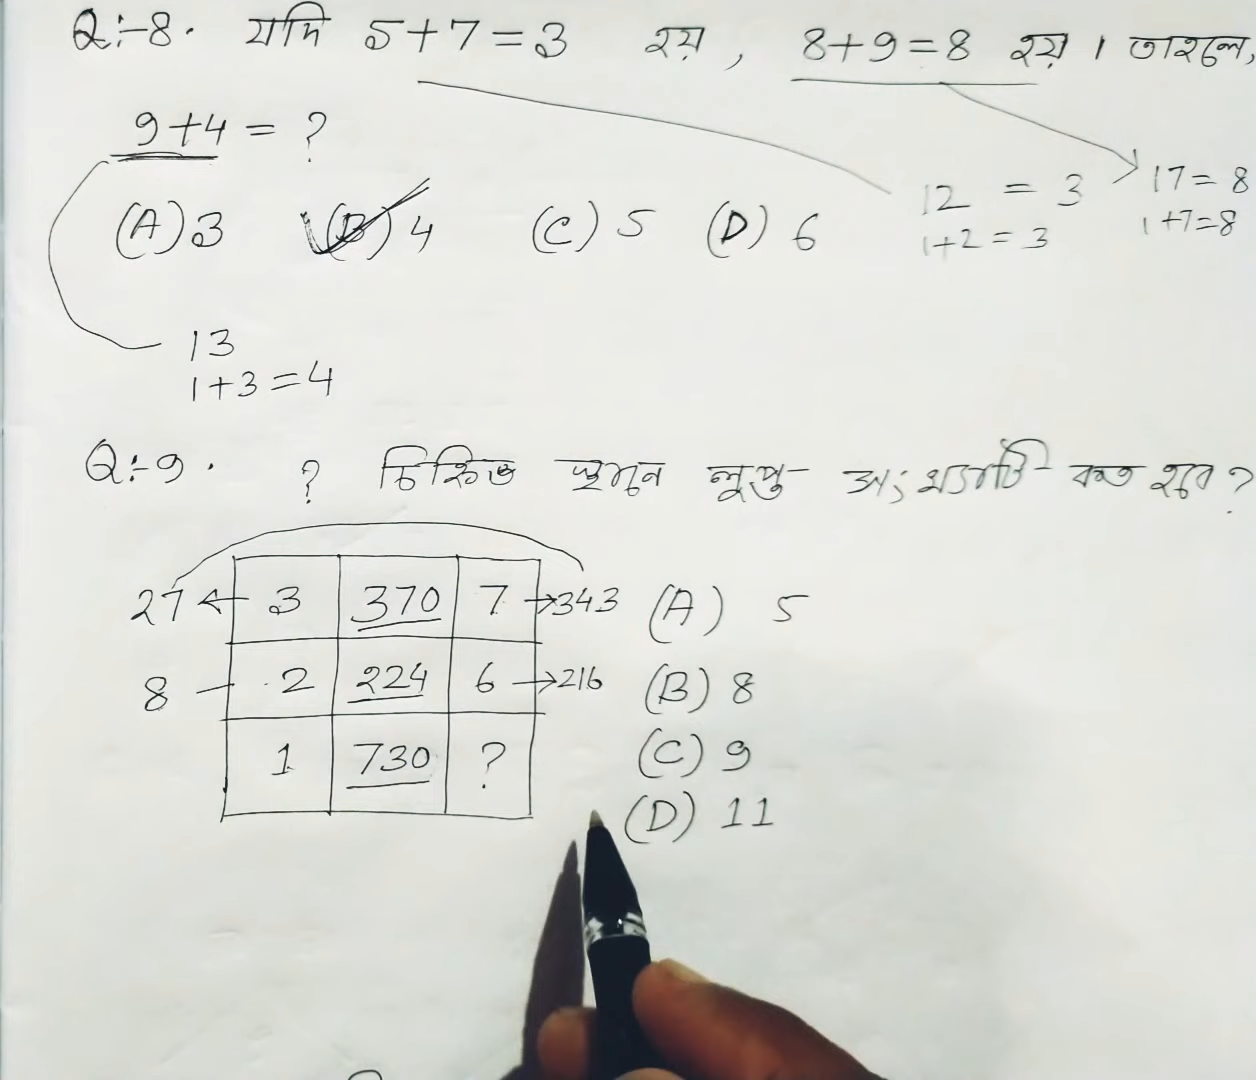 Q:-8. যদি 5+7=3 হয়, 8+9=8 হয়। তাহলে,
9+4 = ?
(A) 3 (B) 4 (C) 5 (D) 6
12 = 3
1+2 = 3
17 = 8
1+7=8
13
1+3=4
Q:-9. ? চিহ্নিত স্থানে লুপ্ত সংখ্যাটি কত হবে?
27 3 370 7 343 (A) 5
8 2 224 6 216 (B) 8
1 730 ? (C) 9
(D) 11